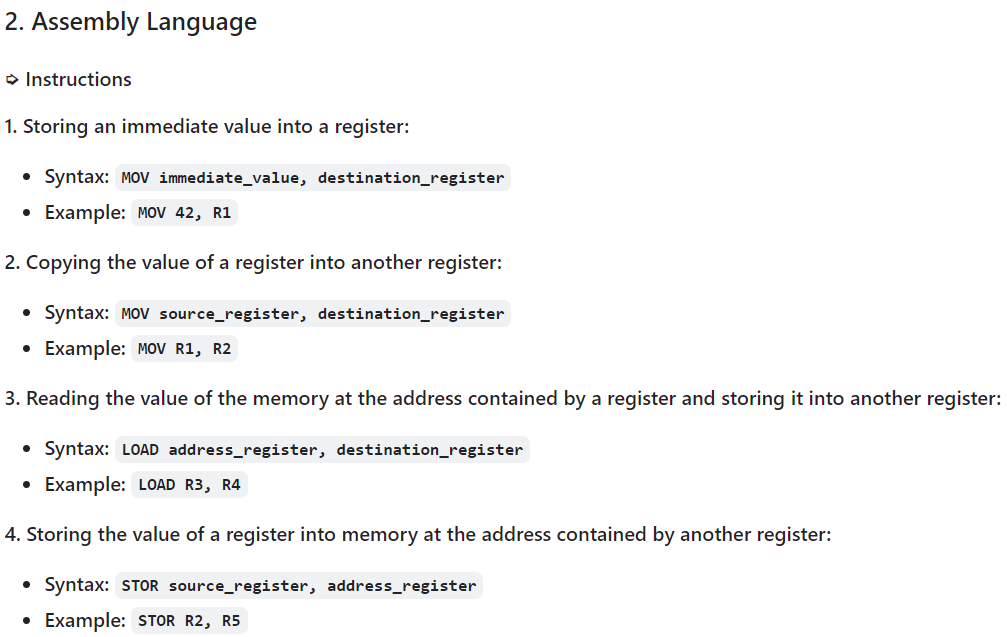 2. Assembly Language
➭ Instructions
1. Storing an immediate value into a register:
• Syntax: MOV immediate_value, destination_register
• Example: MOV 42, R1
2. Copying the value of a register into another register:
• Syntax: MOV source_register, destination_register
• Example: MOV R1, R2
3. Reading the value of the memory at the address contained by a register and storing it into another register:
• Syntax: LOAD address_register, destination_register
• Example: LOAD R3, R4
4. Storing the value of a register into memory at the address contained by another register:
• Syntax: STOR source_register, address_register
• Example: STOR R2, R5